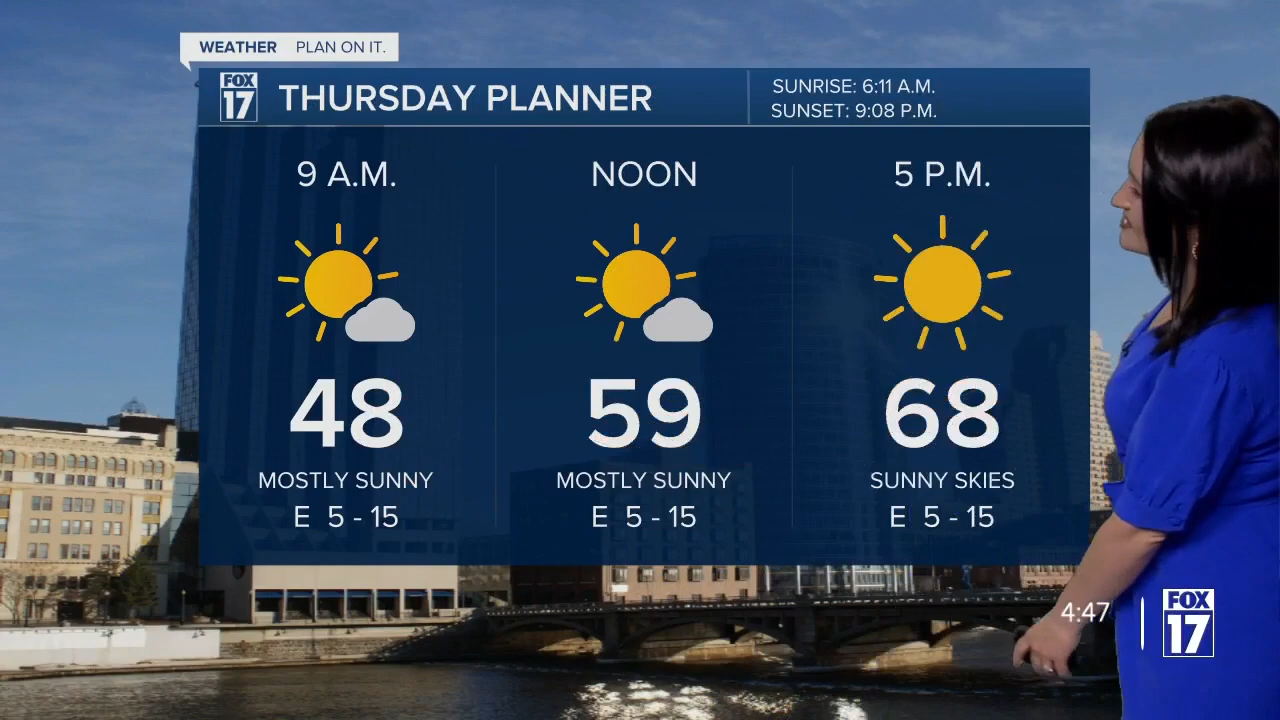 WEATHER PLAN ON IT.
FOX 17
THURSDAY PLANNER
SUNRISE: 6:11 A.M.
SUNSET: 9:08 P.M.
9 A.M.
48
MOSTLY SUNNY
E 5 - 15
NOON
59
MOSTLY SUNNY
E 5 - 15
5 P.M.
68
SUNNY SKIES
E 5 - 15
4:47
FOX 17